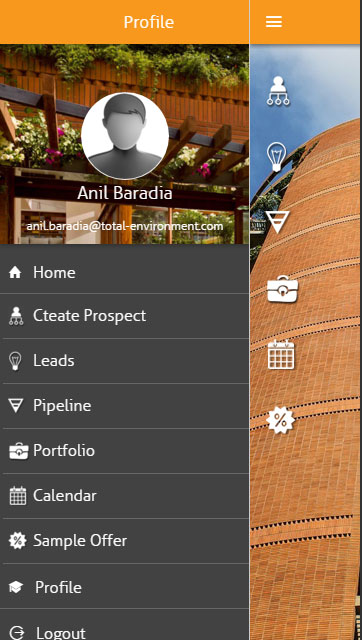 Profile
Anil Baradia
anil.baradia@total-environment.com
Home
Cteate Prospect
Leads
Pipeline
Portfolio
Calendar
Sample Offer
Profile
Logout